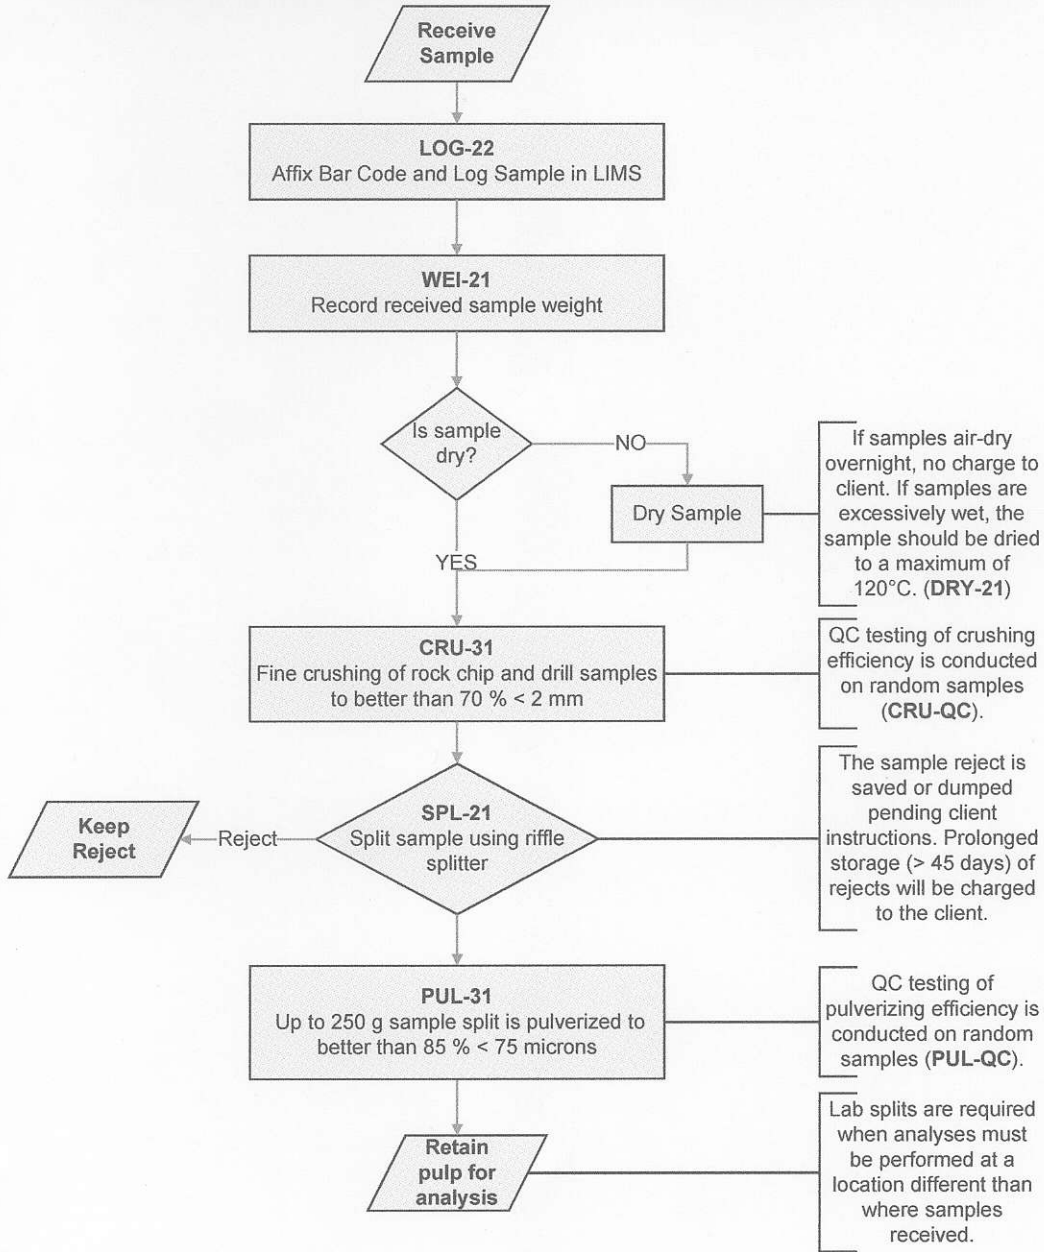 Receive
Sample
LOG-22
Affix Bar Code and Log Sample in LIMS
WEI-21
Record received sample weight
Is sample
dry?
NO
Dry Sample
If samples air-dry
overnight, no charge to
client. If samples are
excessively wet, the
sample should be dried
to a maximum of
120°C. (DRY-21)
YES
CRU-31
Fine crushing of rock chip and drill samples
to better than 70 % < 2 mm
QC testing of crushing
efficiency is conducted
on random samples
(CRU-QC).
SPL-21
Split sample using riffle
splitter
Reject
Keep
Reject
The sample reject is
saved or dumped
pending client
instructions. Prolonged
storage (> 45 days) of
rejects will be charged
to the client.
PUL-31
Up to 250 g sample split is pulverized to
better than 85 % < 75 microns
QC testing of
pulverizing efficiency is
conducted on random
samples (PUL-QC).
Retain
pulp for
analysis
Lab splits are required
when analyses must
be performed at a
location different than
where samples
received.